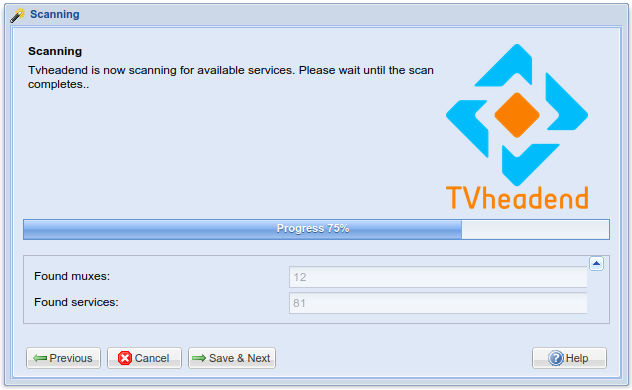 Scanning
Scanning
Tvheadend is now scanning for available services. Please wait until the scan
completes..
TVheadend
Progress 75%
Found muxes:
12
Found services:
81
Previous
Cancel
Save & Next
Help